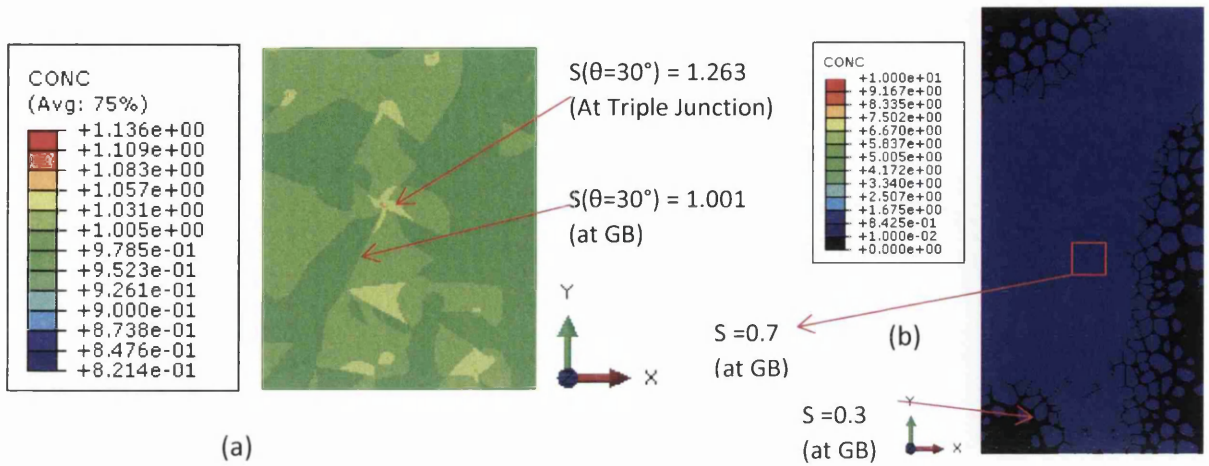 CONC
(Avg: 75%)
+1.136e+00
+1.109e+00
+1.083e+00
+1.057e+00
+1.031e+00
+1.005e+00
+9.785e-01
+9.523e-01
+9.261e-01
+9.000e-01
+8.738e-01
+8.476e-01
+8.214e-01
S(θ=30°) = 1.263
(At Triple Junction)
S(θ=30°) = 1.001
(at GB)
Y
X
(a)
CONC
+1.000e+01
+9.167e+00
+8.335e+00
+7.502e+00
+6.670e+00
+5.837e+00
+5.005e+00
+4.172e+00
+3.340e+00
+2.507e+00
+1.675e+00
+8.425e-01
+1.000e-02
+0.000e+00
(b)
S =0.7
(at GB)
S =0.3
(at GB)
Y
X